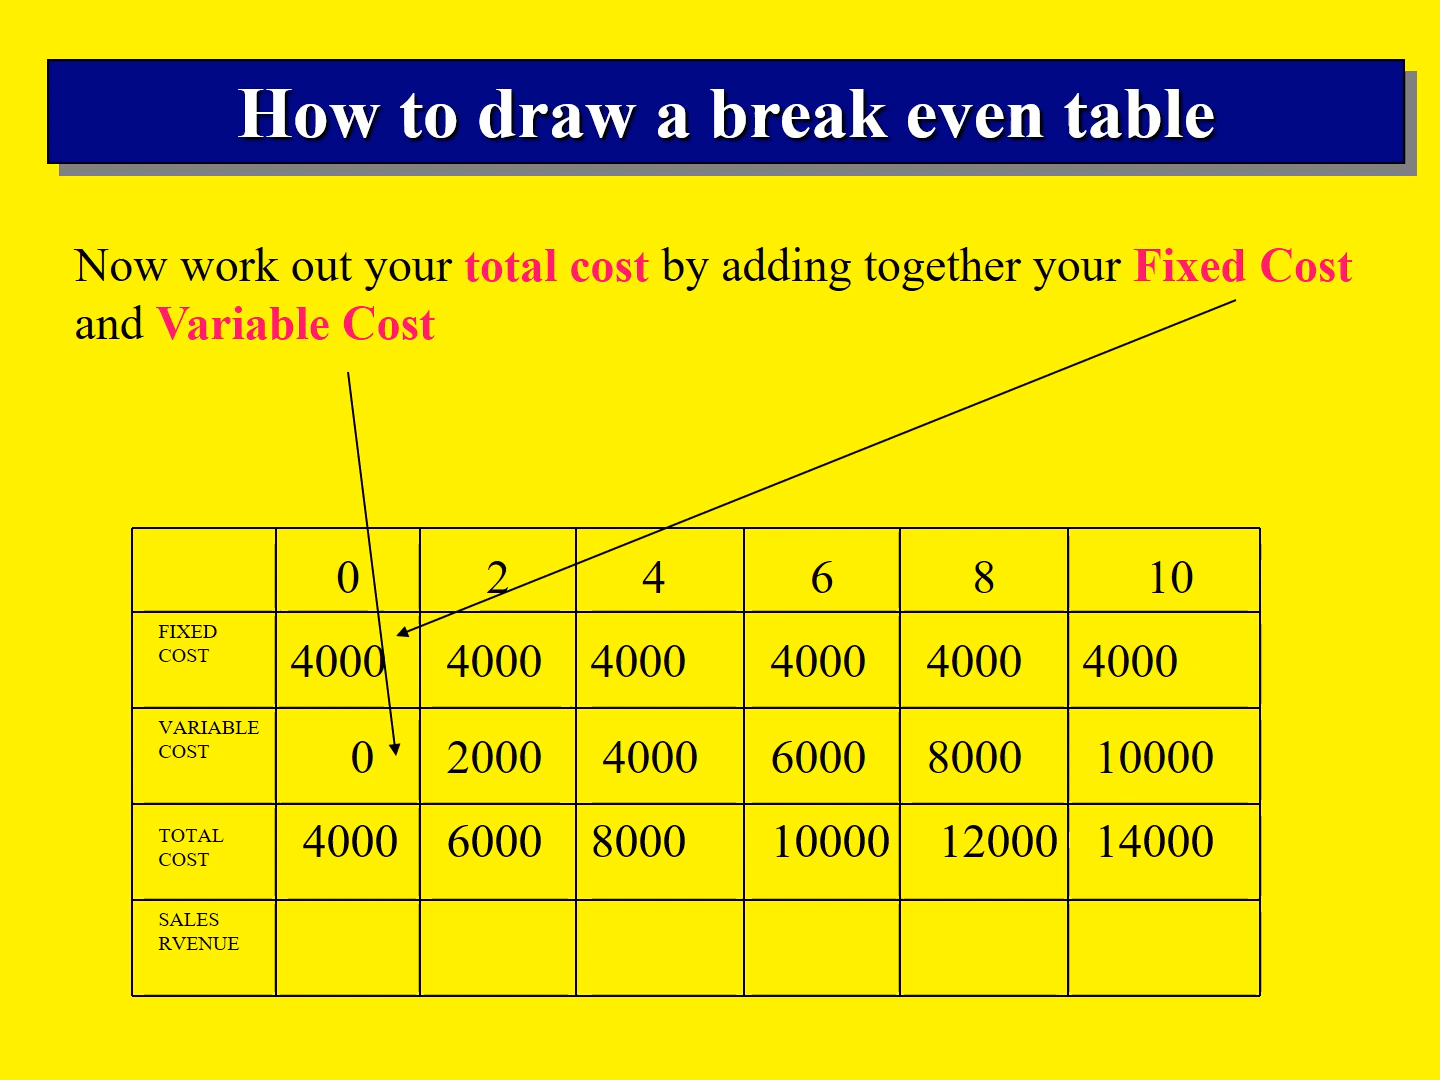 How to draw a break even table
Now work out your total cost by adding together your Fixed Cost
and Variable Cost
0 2 4 6 8 10
FIXED
COST
4000 4000 4000 4000 4000 4000
VARIABLE
COST
0 2000 4000 6000 8000 10000
TOTAL
COST
4000 6000 8000 10000 12000 14000
SALES
RVENUE